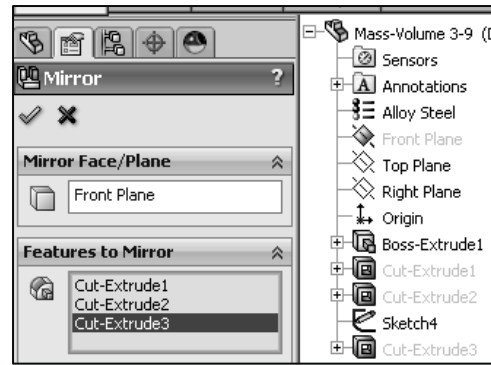 Mirror
?
Mirror Face/Plane
Front Plane
Features to Mirror
Cut-Extrude1
Cut-Extrude2
Cut-Extrude3
Mass-Volume 3-9 (D
Sensors
A Annotations
Alloy Steel
Front Plane
Top Plane
Right Plane
Origin
Boss-Extrude1
Cut-Extrude1
Cut-Extrude2
Sketch4
Cut-Extrude3